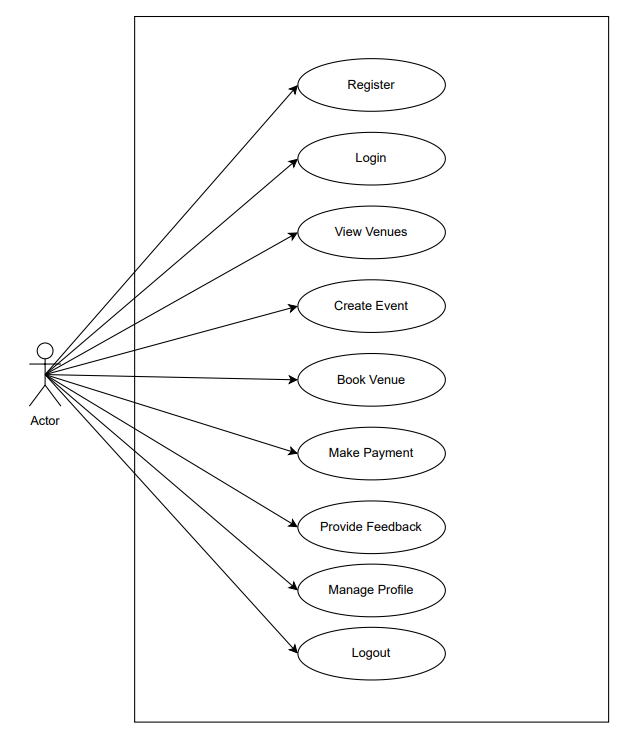 Register
Login
View Venues
Create Event
Book Venue
Actor
Make Payment
Provide Feedback
Manage Profile
Logout